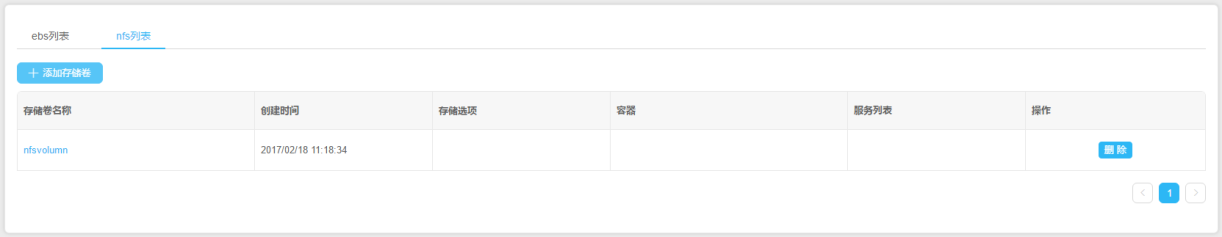 ebs列表 nfs列表
+ 添加存储卷
存储卷名称 创建时间 存储选项 容器 服务列表 操作
nfsvolumn 2017/02/18 11:18:34 删 除
< 1 >